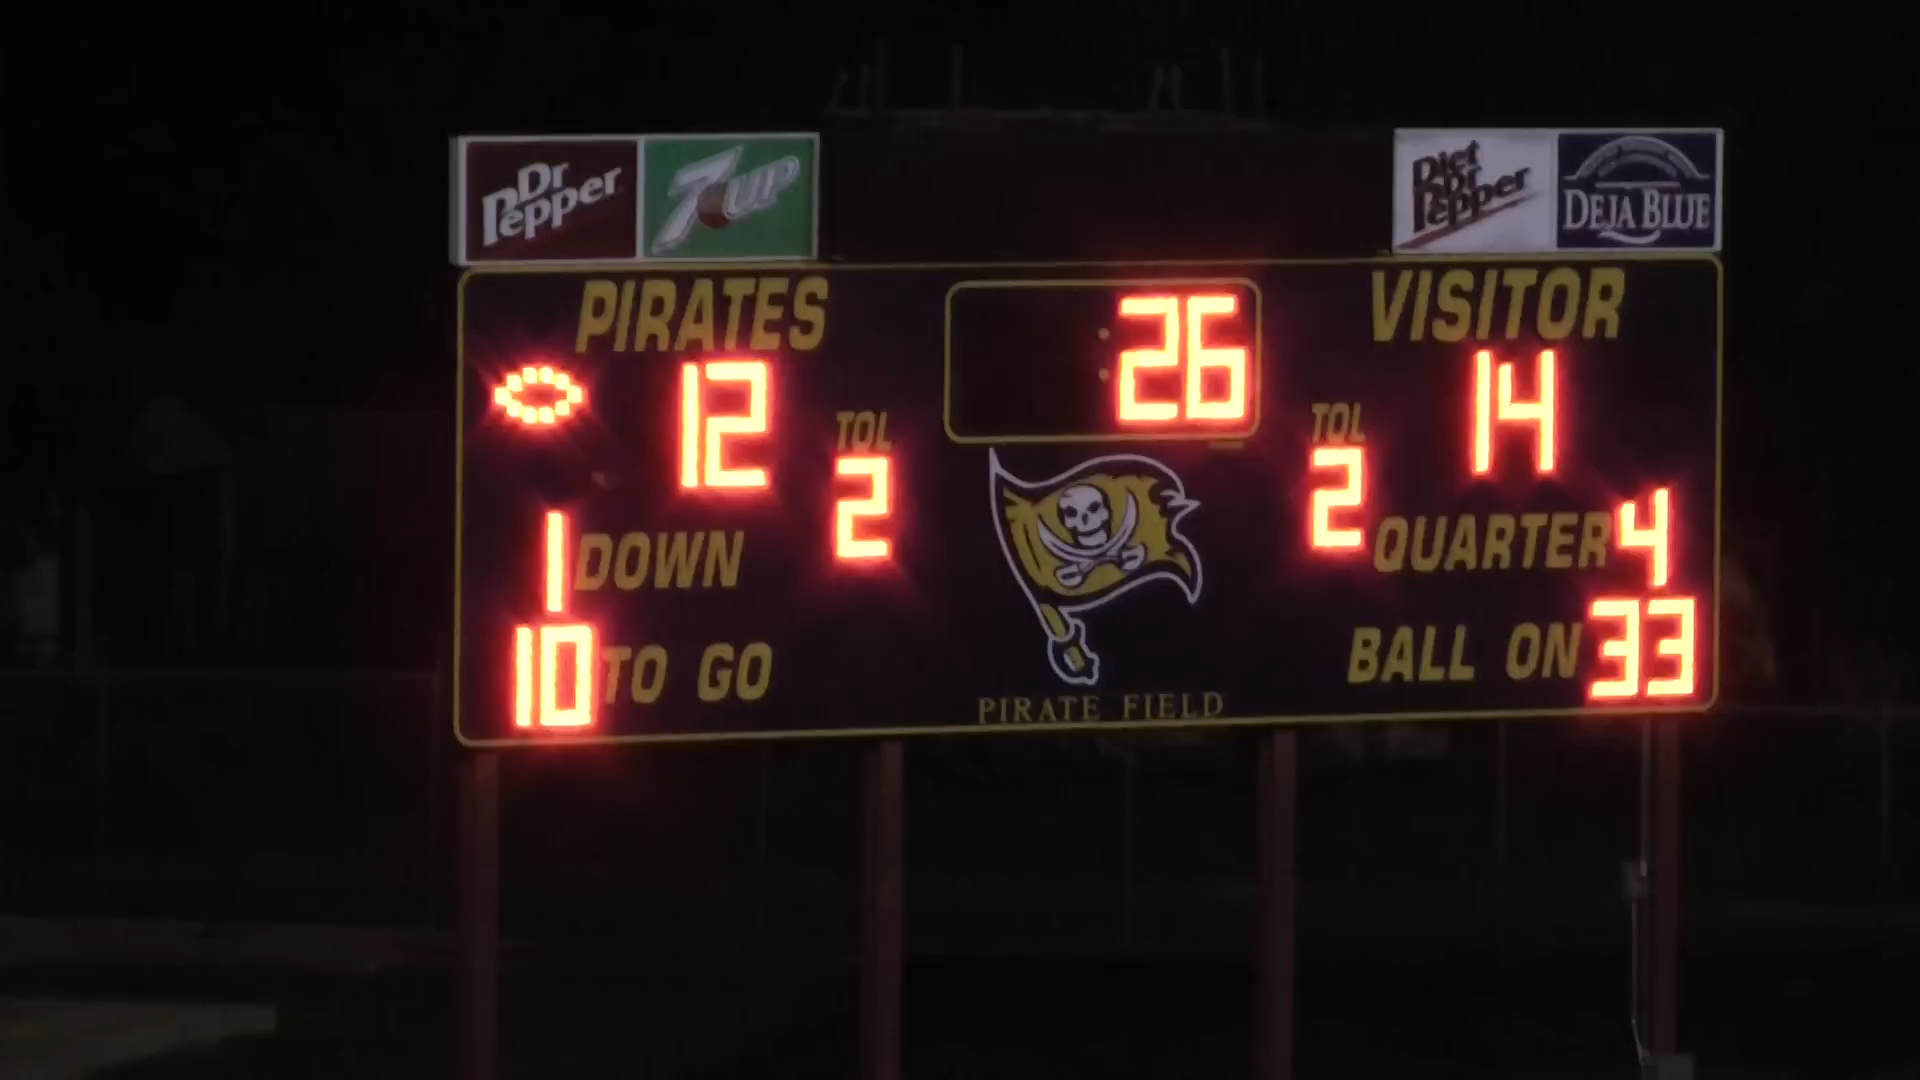 Dr Pepper
7UP
Diet Dr Pepper
DEJA BLUE
PIRATES
:26
VISITOR
12
14
TOL
2
TOL
2
1 DOWN
QUARTER 4
10 TO GO
BALL ON 33
PIRATE FIELD